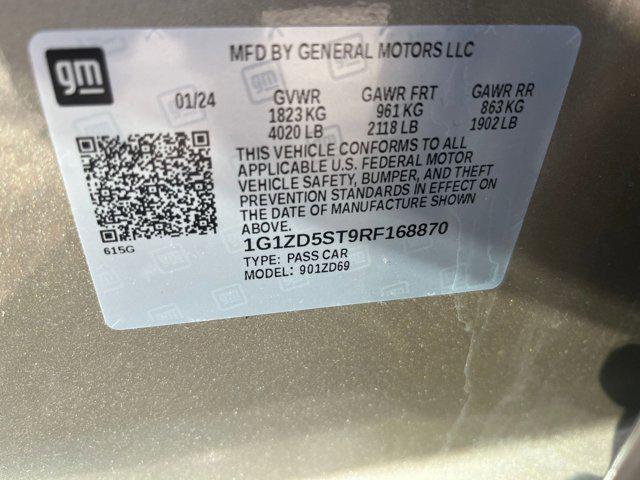 gm
MFD BY GENERAL MOTORS LLC
01/24 GVWR GAWR FRT GAWR RR
1823 KG 961 KG 863 KG
4020 LB 2118 LB 1902 LB
THIS VEHICLE CONFORMS TO ALL
APPLICABLE U.S. FEDERAL MOTOR
VEHICLE SAFETY, BUMPER, AND THEFT
PREVENTION STANDARDS IN EFFECT ON
THE DATE OF MANUFACTURE SHOWN
ABOVE.
615G
1G1ZD5ST9RF168870
TYPE: PASS CAR
MODEL: 901ZD69